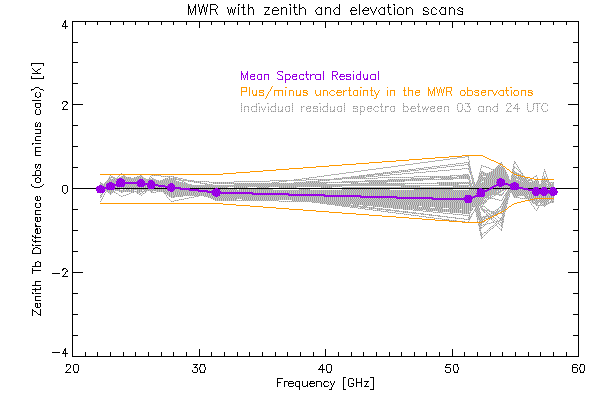 MWR with zenith and elevation scans
4
Mean Spectral Residual
Plus/minus uncertainty in the MWR observations
Individual residual spectra between 03 and 24 UTC
2
0
-2
-4
Zenith Tb Difference (obs minus calc) [K]
20 30 40 50 60
Frequency [GHz]